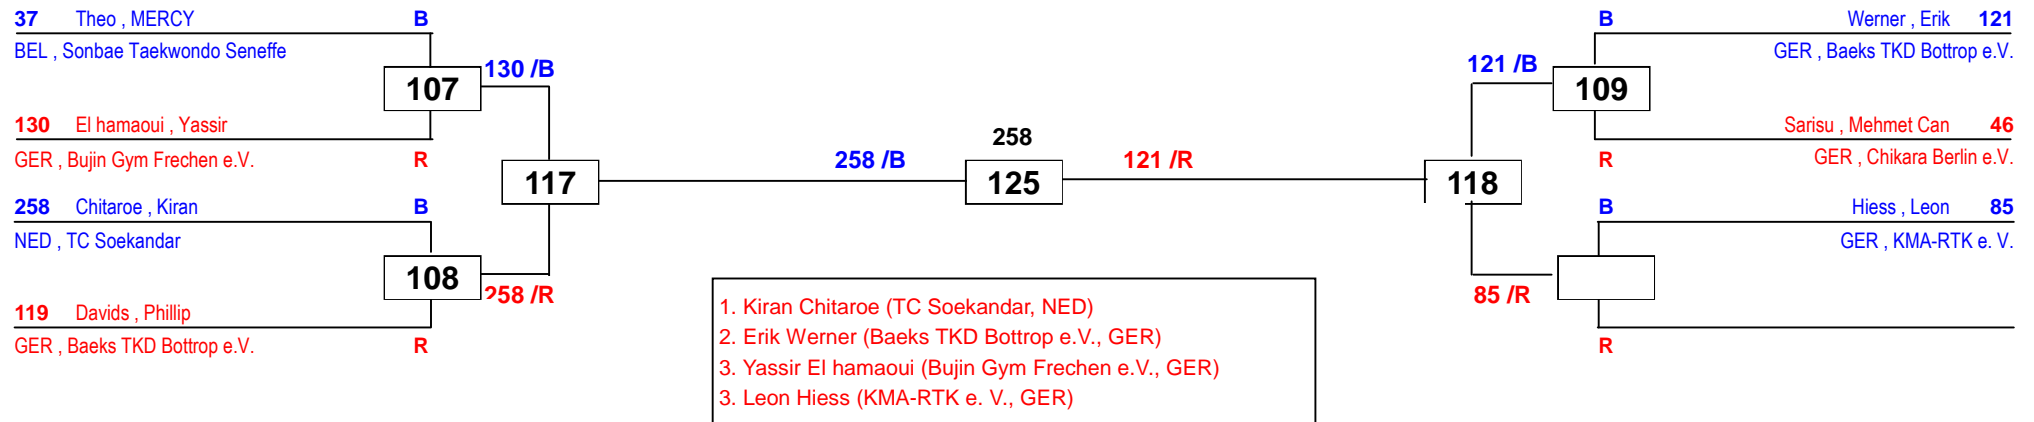 37 Theo , MERCY B
BEL , Sonbae Taekwondo Seneffe
107
130 /B
130 El hamaoui , Yassir
GER , Bujin Gym Frechen e.V. R
117
258 Chitaroe , Kiran B
NED , TC Soekandar
108
258 /R
119 Davids , Phillip
GER , Baeks TKD Bottrop e.V. R
258 /B
258
125
121 /R
118
B Werner , Erik 121
GER , Baeks TKD Bottrop e.V.
121 /B
109
Sarisu , Mehmet Can 46
R GER , Chikara Berlin e.V.
B Hiess , Leon 85
GER , KMA-RTK e. V.
85 /R
R
1. Kiran Chitaroe (TC Soekandar, NED)
2. Erik Werner (Baeks TKD Bottrop e.V., GER)
3. Yassir El hamaoui (Bujin Gym Frechen e.V., GER)
3. Leon Hiess (KMA-RTK e. V., GER)